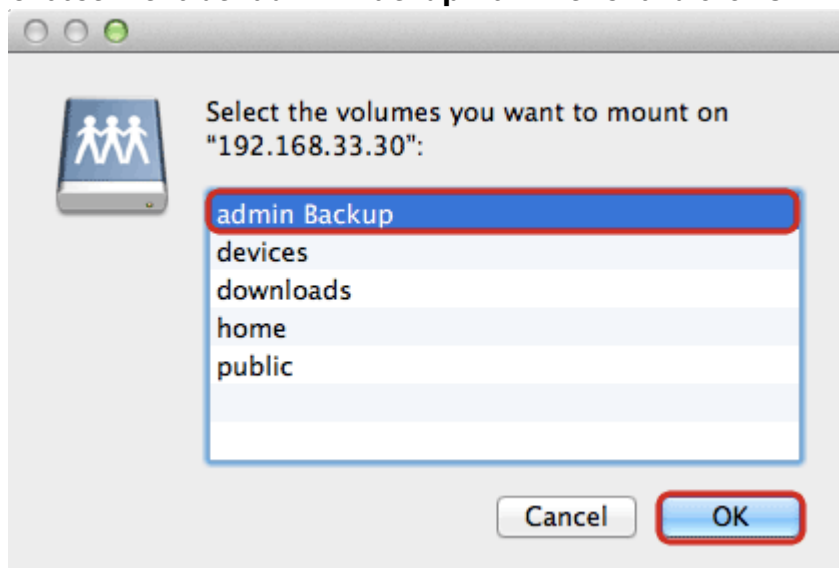 Select the volumes you want to mount on
"192.168.33.30":
admin Backup
devices
downloads
home
public
Cancel
OK